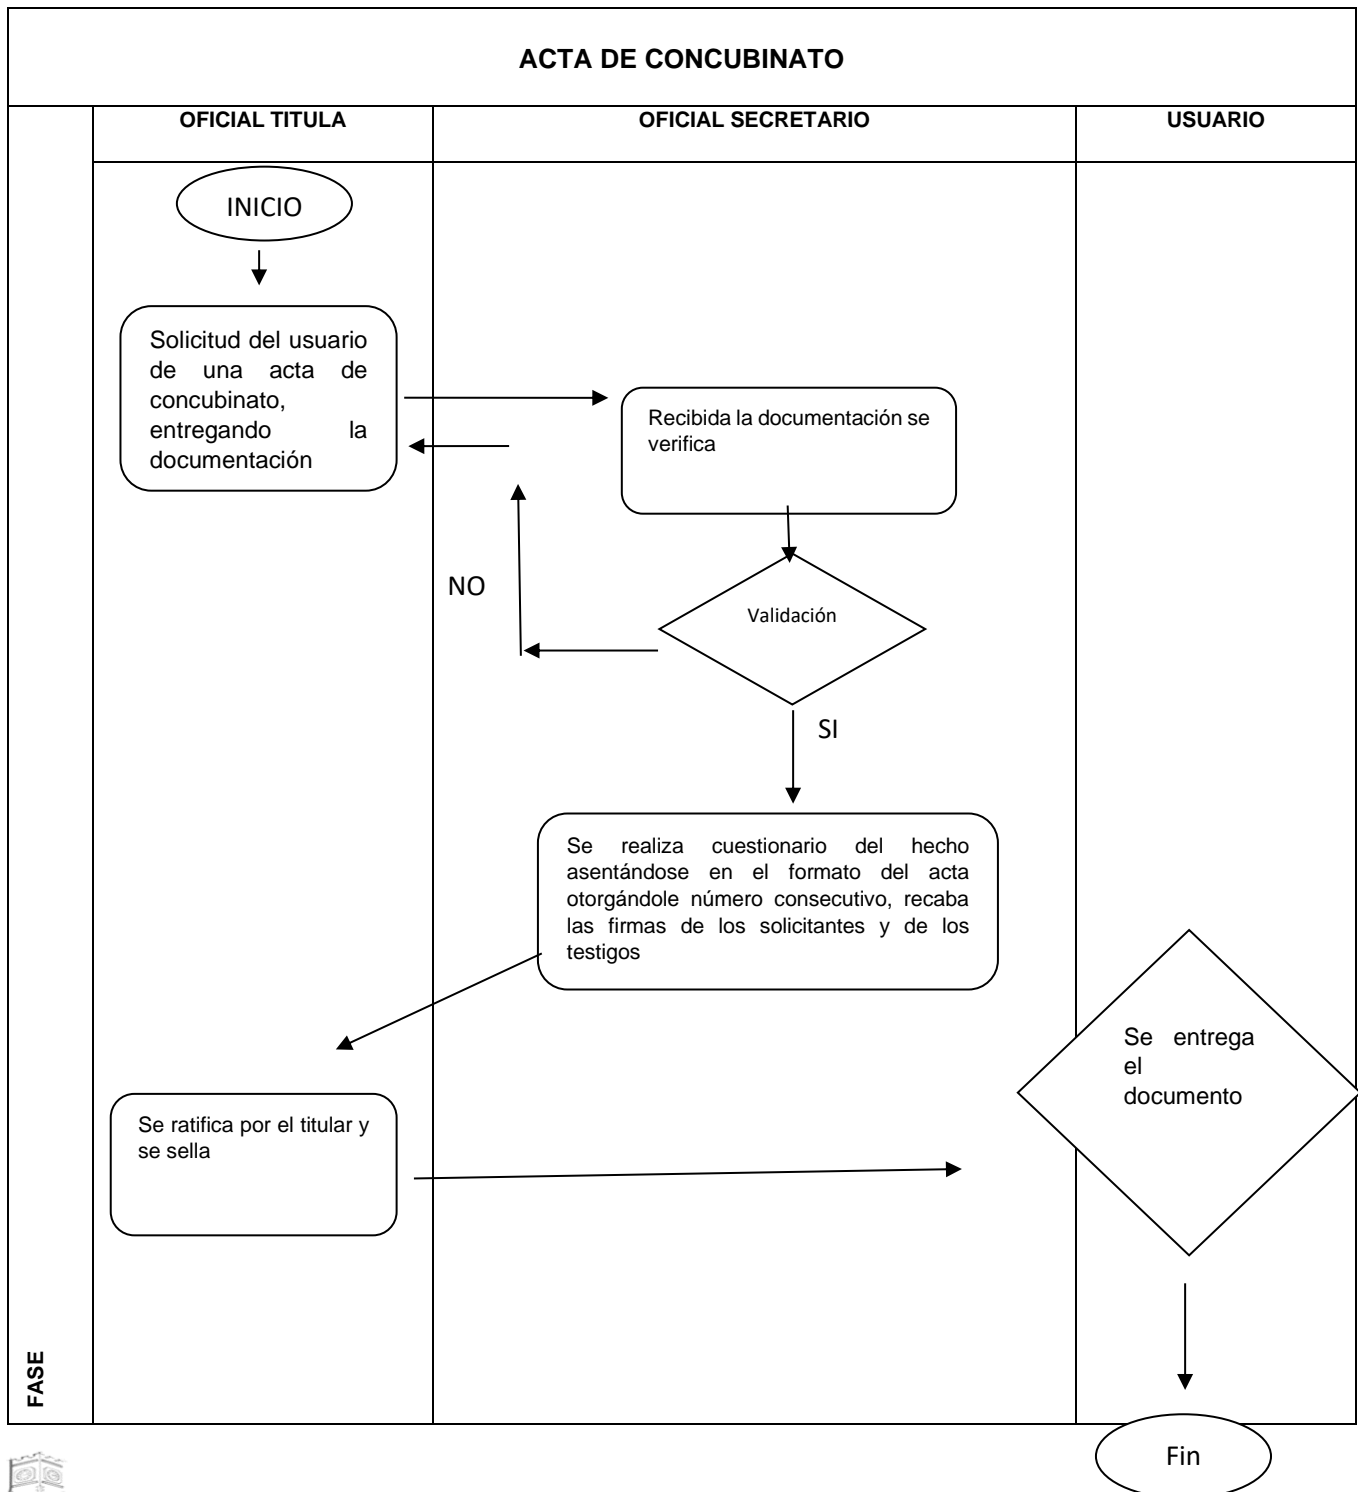 ACTA DE CONCUBINATO
OFICIAL TITULA
OFICIAL SECRETARIO
USUARIO
INICIO
Solicitud del usuario
de una acta de
concubinato,
entregando la
documentación
Recibida la documentación se
verifica
NO
Validación
SI
Se realiza cuestionario del hecho
asentándose en el formato del acta
otorgándole número consecutivo, recaba
las firmas de los solicitantes y de los
testigos
Se entrega
el
documento
Se ratifica por el titular y
se sella
FASE
Fin